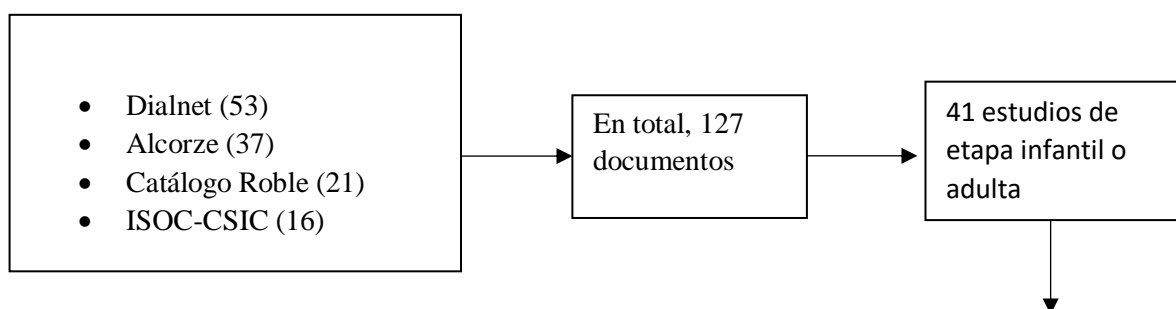 • Dialnet (53)
• Alcorze (37)
• Catálogo Roble (21)
• ISOC-CSIC (16)
En total, 127
documentos
41 estudios de
etapa infantil o
adulta